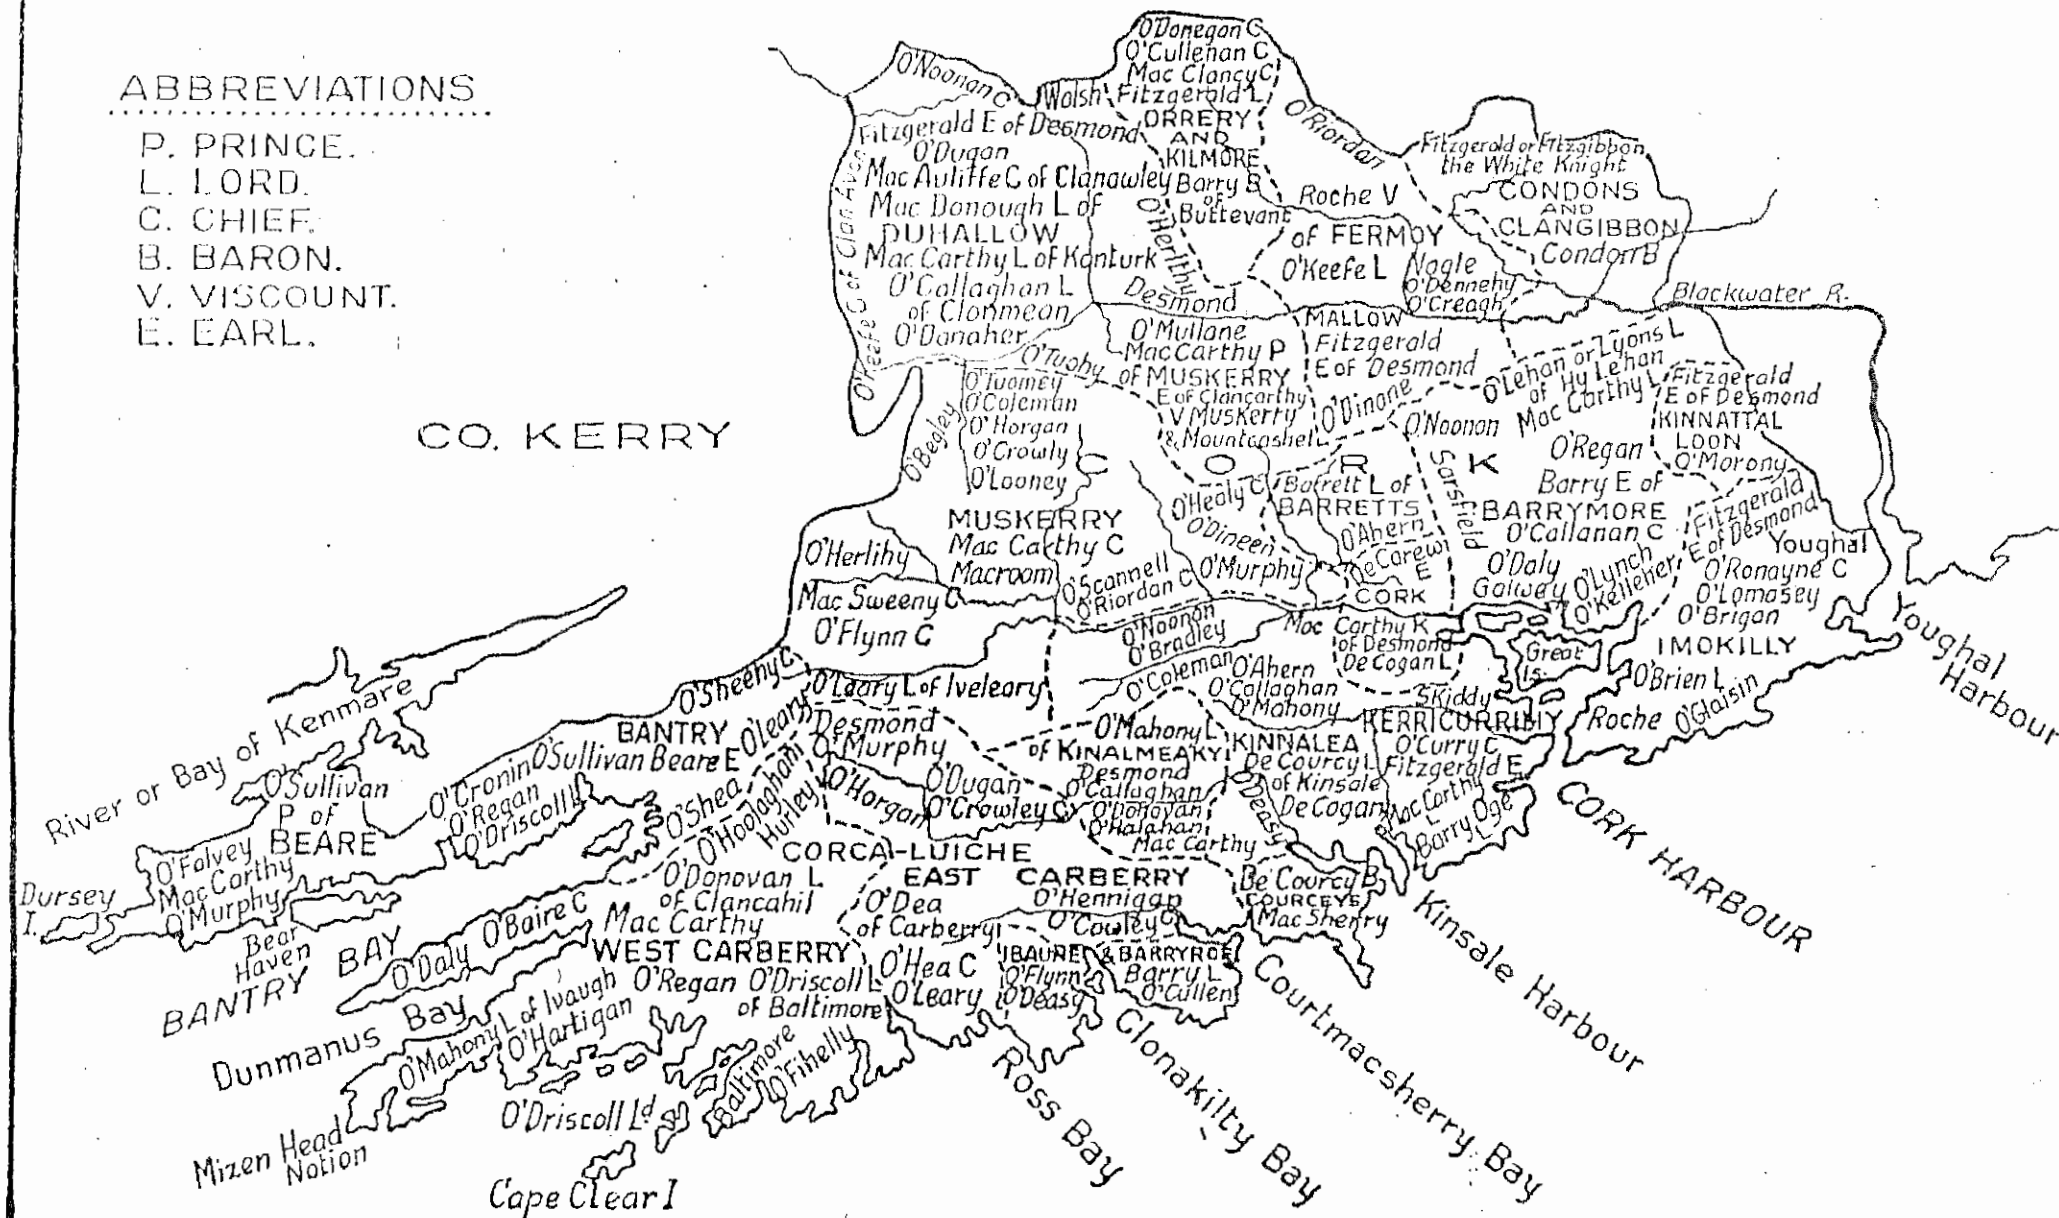 ABBREVIATIONS
P. PRINCE.
L. LORD.
C. CHIEF.
B. BARON.
V. VISCOUNT.
E. EARL.
CO. KERRY
O'Noonan C
Walsh
O'Donegan C
O'Cullenan C
Mac Clancy C
Fitzgerald L
ORRERY
AND
KILMORE
Barry B
of
Buttevant
O'Riordan
Fitzgerald or Fitzgibbon
the White Knight
CONDONS
AND
CLANGIBBON
Condon B
Fitzgerald E of Desmond
O'Dugan
Mac Auliffe C of Clanawley
Mac Donough L of
DUHALLOW
Mac Carthy L of Kanturk
O'Callaghan L
of Clonmean
O'Danaher
O'Keefe C of Clan Avon
O'Herlihy
Desmond
Roche V
of FERMOY
O'Keefe L
Nagle
O'Dennehy
O'Creagh
Blackwater R.
O'Tuohy
O'Mullane
MacCarthy P
of MUSKERRY
E of Clancarthy
V Muskerry
& Mountcashel
MALLOW
Fitzgerald
E of Desmond
O'Dinane
O'Lehan or Lyons L
of Hy Lehan
Mac Carthy L
O'Noonan
Fitzgerald
E of Desmond
KINNATTAL
LOON
O'Morony
O'Begley
O'Tuomey
O'Coleman
O'Horgan
O'Crowly
O'Looney
C O R K
O'Regan
Barry E of
BARRYMORE
O'Callanan C
O'Daly
Galwey
O'Lynch
O'Kelleher
Sarsfield
O'Healy C
O'Dineen
O'Murphy
Barrett L of
BARRETTS
O'Ahern
De Carew
E
CORK
MUSKERRY
Mac Carthy C
Macroom
O'Scannell
O'Riordan C
O'Herlihy
Mac Sweeny C
O'Flynn C
Fitzgerald
E of Desmond
Youghal
O'Ronayne C
O'Lomasey
O'Brigan
IMOKILLY
O'Brien L
Roche
O'Glaisin
Youghal
Harbour
Great
Is.
O'Noonan
O'Bradley
O'Coleman
Mac Carthy K
of Desmond
De Cogan L
O'Ahern
O'Callaghan
O'Mahony
Skiddy
KERRICURRIHY
O'Curry C
Fitzgerald E
Mac Carthy
L
Barry Oge
L
O'Sheehy C
O'Leary L of Iveleary
BANTRY
O'Sullivan Beare E
O'Leary
Desmond
O'Murphy
O'Dugan
O'Crowley C
O'Horgan
O'Mahony L
of KINALMEAKY
Desmond
O'Callaghan
O'Donovan
O'Halahan
Mac Carthy
KINNALEA
De Courcy L
of Kinsale
De Cogan
O'Deasy
River or Bay of Kenmare
O'Sullivan
P of
BEARE
O'Cronin
O'Regan
O'Driscoll L
O'Shea
O'Hoolaghan
Hurley
O'Falvey
Mac Carthy
O'Murphy
Dursey
I.
Bear
Haven
BANTRY BAY
CORCA-LUICHE
O'Donovan L
of Clancahil
Mac Carthy
WEST CARBERRY
O'Regan
O'Driscoll L
of Baltimore
EAST CARBERRY
O'Hennigan
O'Cowley C
O'Dea
of Carberry
O'Hea C
O'Leary
IBAUNE & BARRYROE
O'Flynn
O'Deasy
Barry L
O'Cullen
De Courcy B
COURCEYS
Mac Sherry
O'Daly
O'Baire C
Dunmanus Bay
O'Mahony L of Ivaugh
O'Hartigan
O'Driscoll Ld
Baltimore
O'Fihelly
Mizen Head
Notion
Cape Clear I
Ross Bay
Clonakilty Bay
Courtmacsherry Bay
Kinsale Harbour
CORK HARBOUR